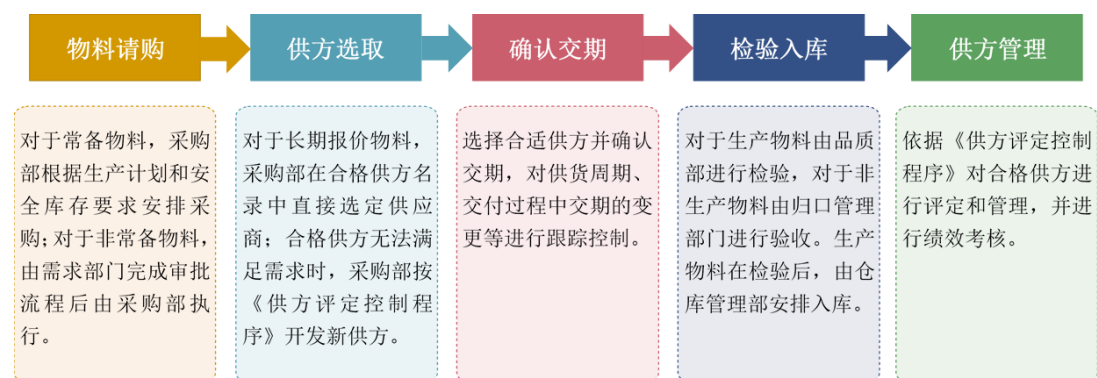 物料请购
供方选取
确认交期
检验入库
供方管理
对于常备物料，采购
部根据生产计划和安
全库存要求安排采
购；对于非常备物料，
由需求部门完成审批
流程后由采购部执
行。
对于长期报价物料，
采购部在合格供方名
录中直接选定供应
商；合格供方无法满
足需求时，采购部按
《供方评定控制程
序》开发新供方。
选择合适供方并确认
交期，对供货周期、
交付过程中交期的变
更等进行跟踪控制。
对于生产物料由品质
部进行检验，对于非
生产物料由归口管理
部门进行验收。生产
物料在检验后，由仓
库管理部安排入库。
依据《供方评定控制
程序》对合格供方进
行评定和管理，并进
行绩效考核。